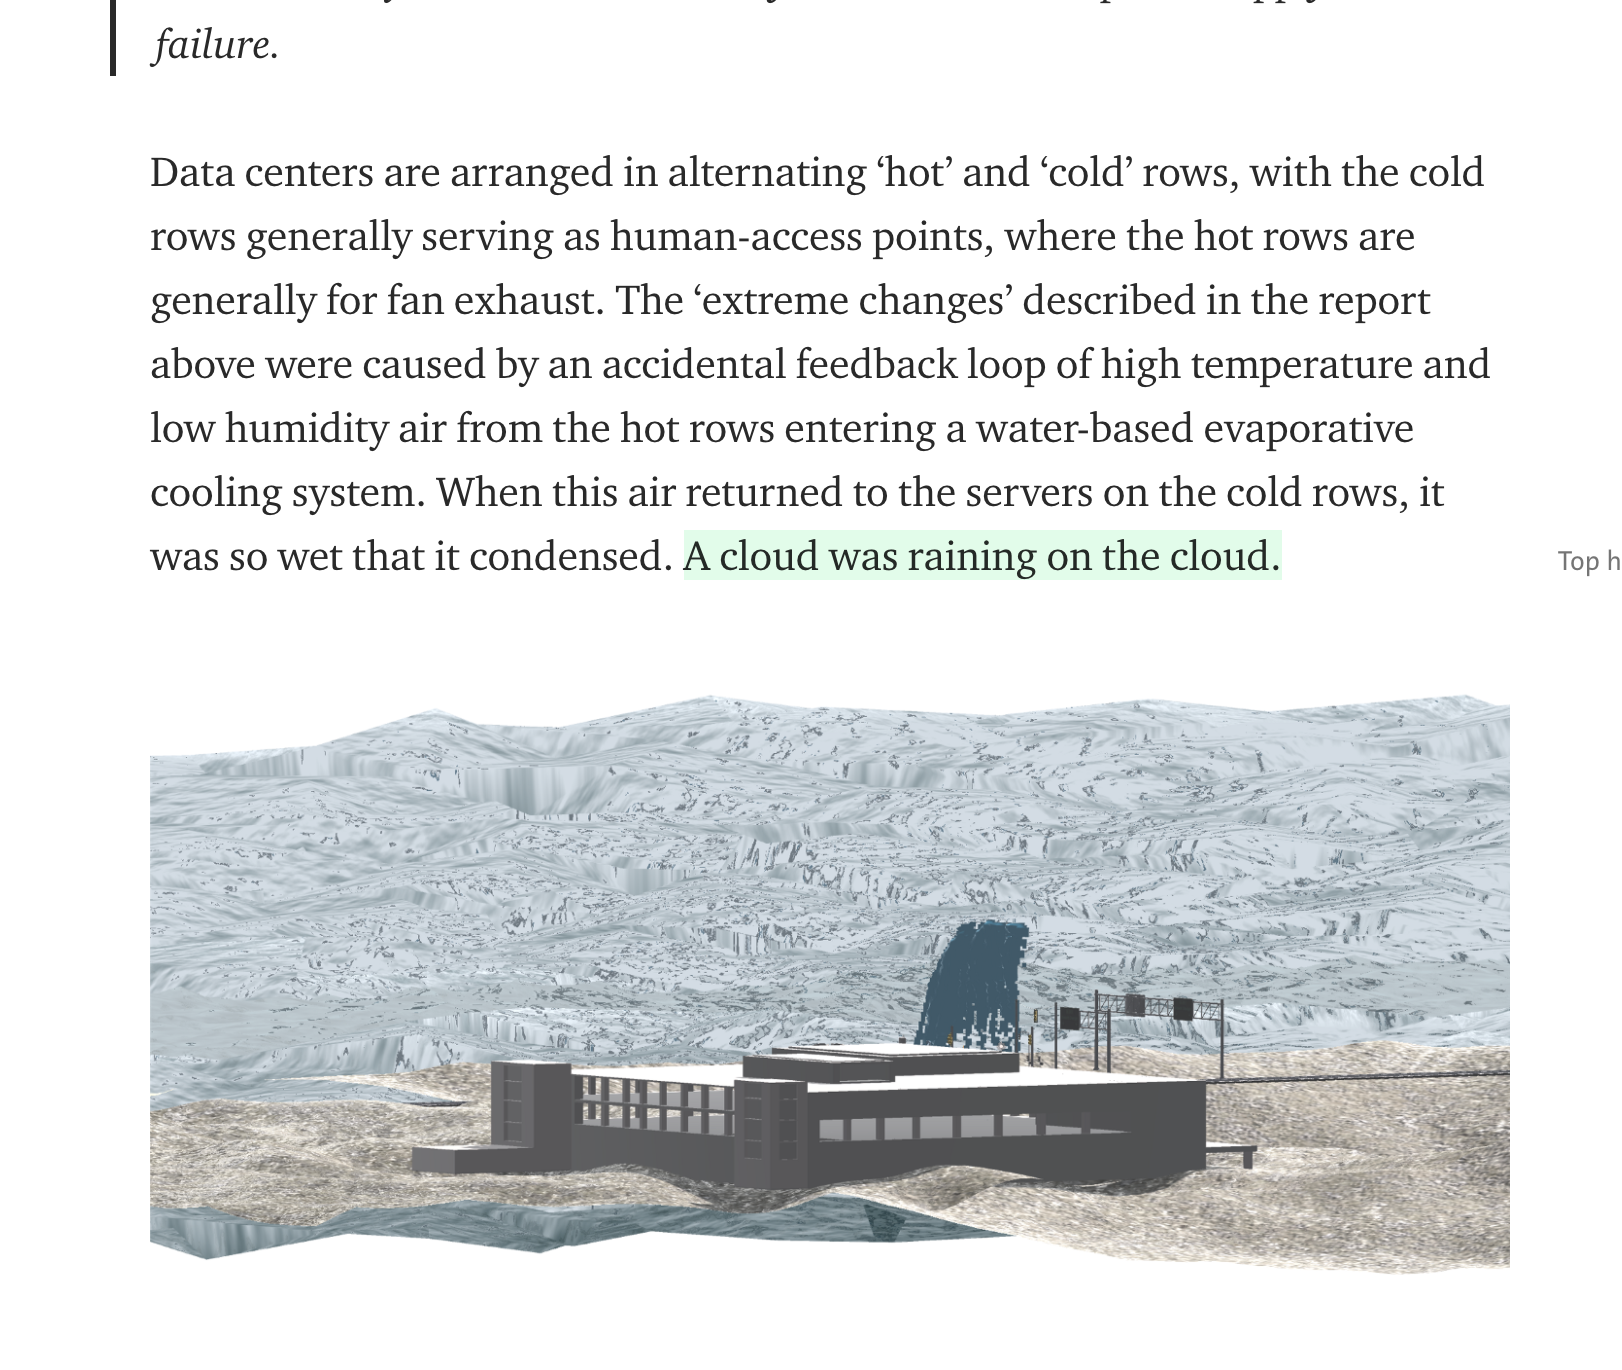 failure.
Data centers are arranged in alternating ‘hot’ and ‘cold’ rows, with the cold
rows generally serving as human-access points, where the hot rows are
generally for fan exhaust. The ‘extreme changes’ described in the report
above were caused by an accidental feedback loop of high temperature and
low humidity air from the hot rows entering a water-based evaporative
cooling system. When this air returned to the servers on the cold rows, it
was so wet that it condensed. A cloud was raining on the cloud.
Top h